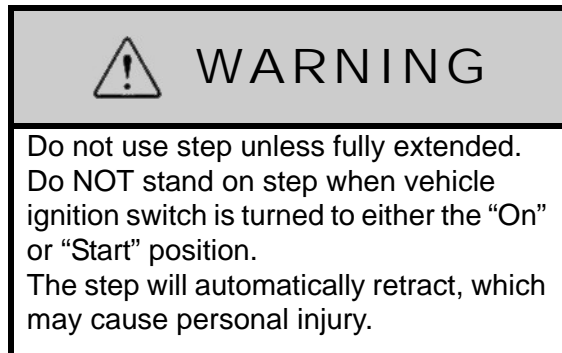 WARNING
Do not use step unless fully extended.
Do NOT stand on step when vehicle
ignition switch is turned to either the “On”
or “Start” position.
The step will automatically retract, which
may cause personal injury.